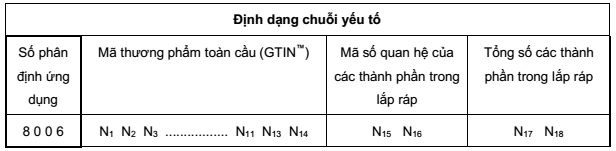 Định dạng chuỗi yếu tố
Số phân định ứng dụng
Mã thương phẩm toàn cầu (GTIN™)
Mã số quan hệ của các thành phần trong lắp ráp
Tổng số các thành phần trong lắp ráp
8 0 0 6
N₁ N₂ N₃ ................. N₁₁ N₁₃ N₁₄
N₁₅ N₁₆
N₁₇ N₁₈